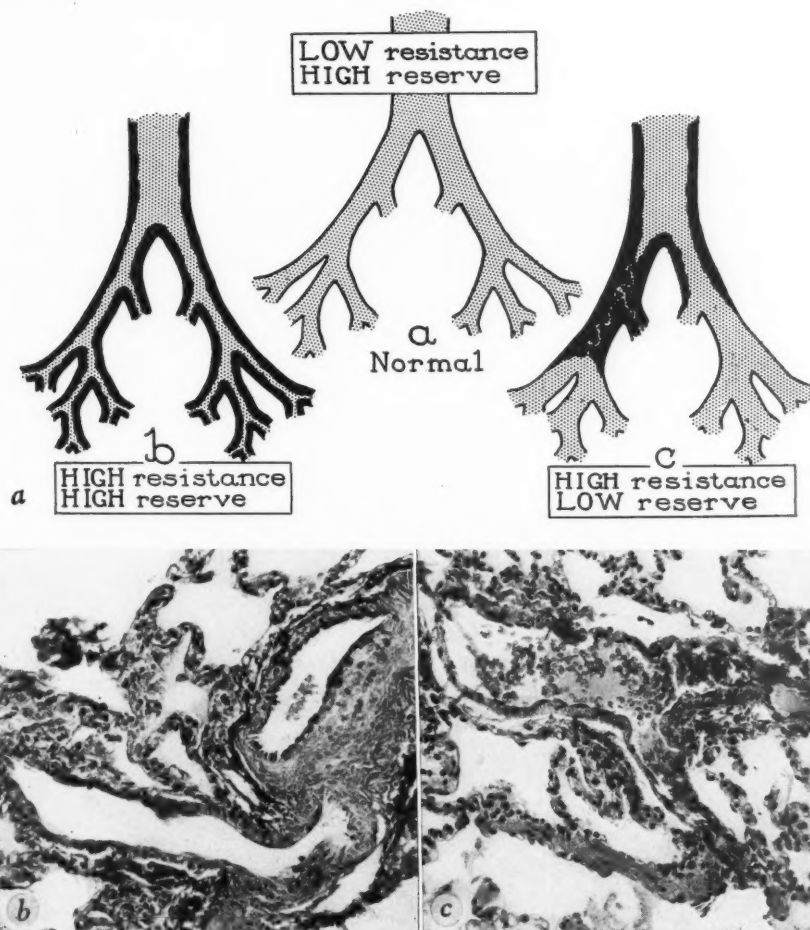 LOW resistance
HIGH reserve
a
Normal
b
HIGH resistance
HIGH reserve
c
HIGH resistance
LOW reserve
a
b
c